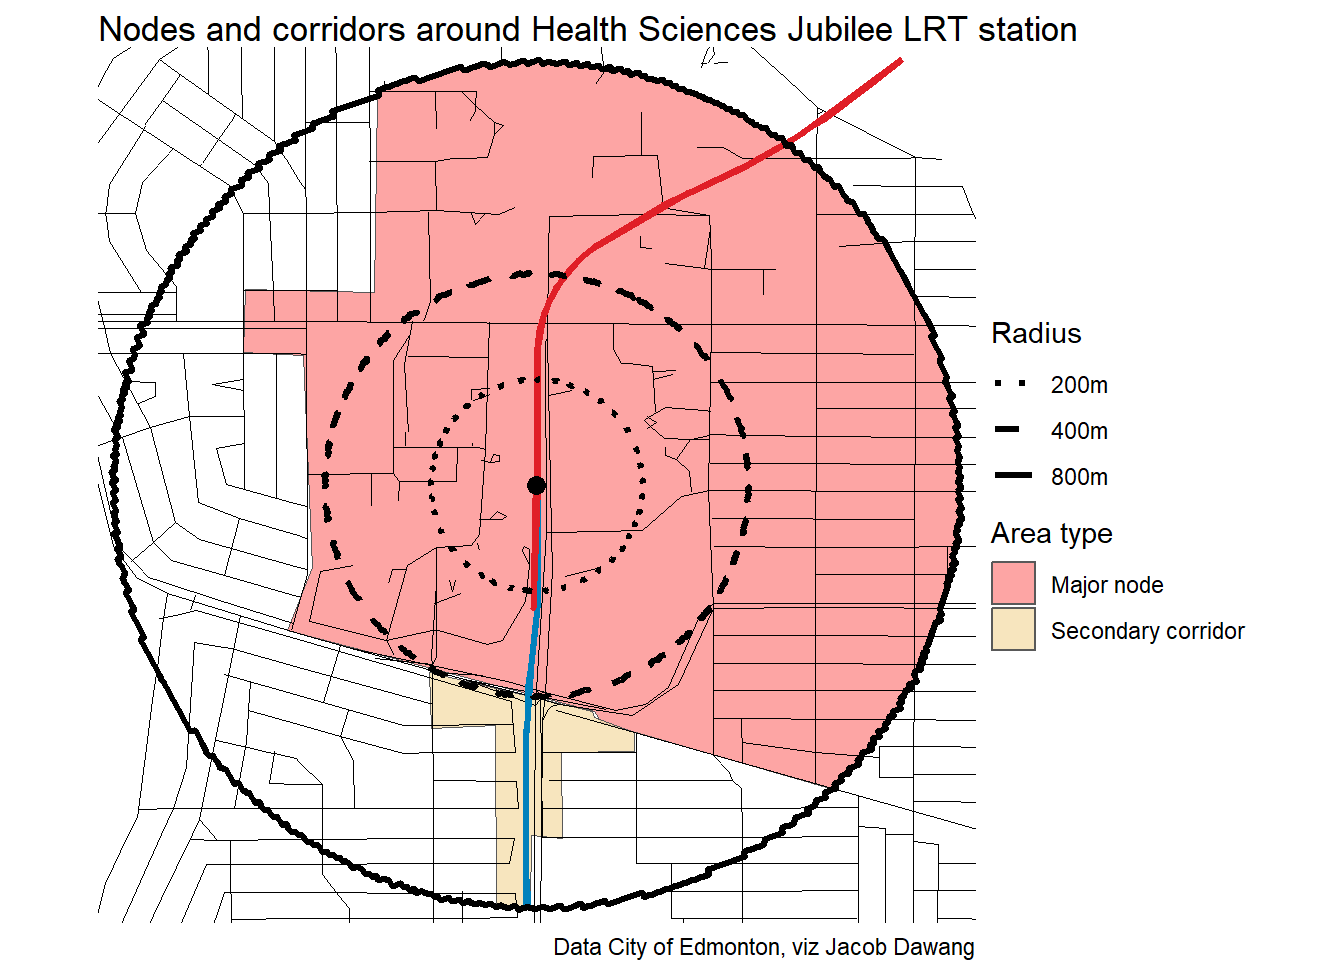 Nodes and corridors around Health Sciences Jubilee LRT station
Radius
200m
400m
800m
Area type
Major node
Secondary corridor
Data City of Edmonton, viz Jacob Dawang